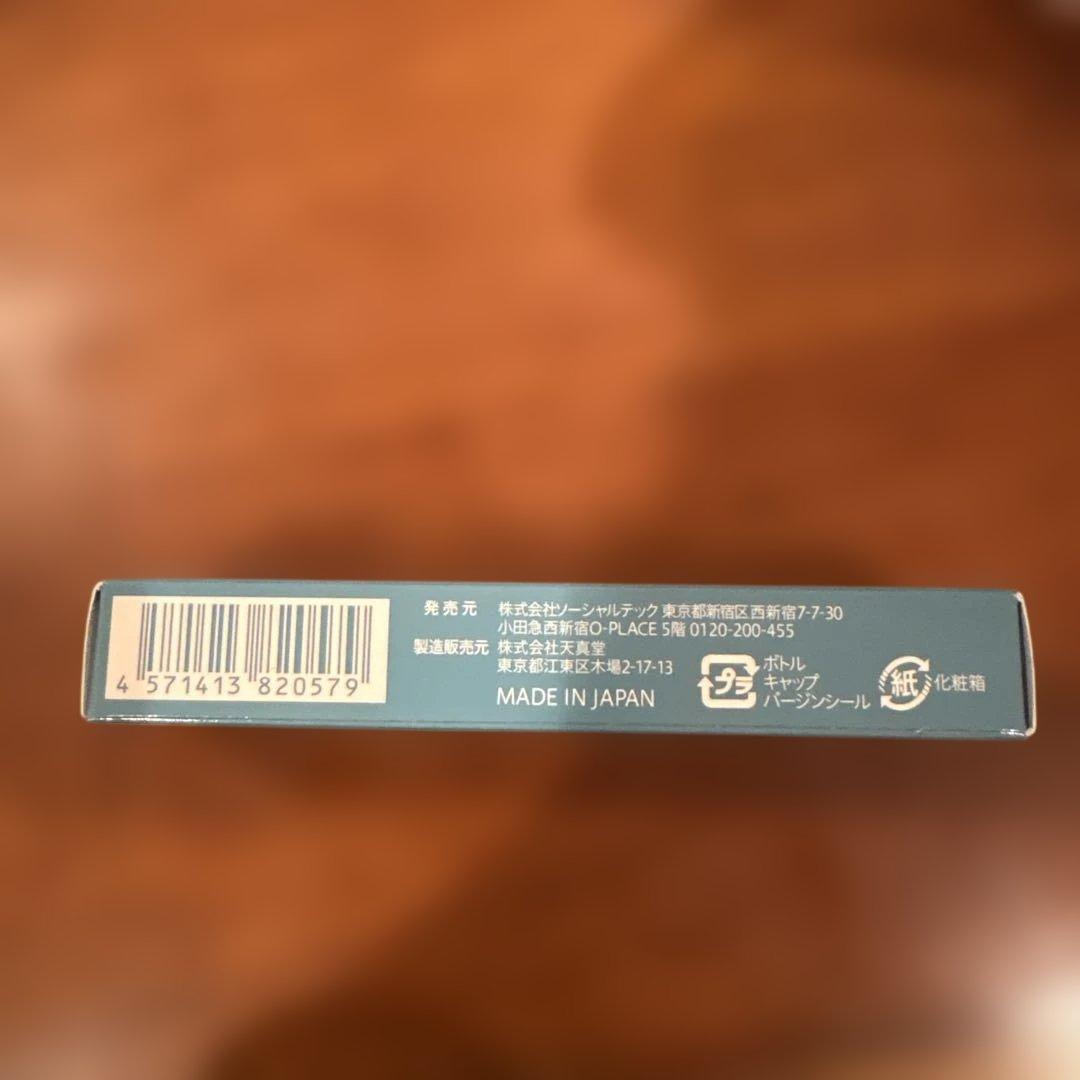 4 571413 820579
発売元 株式会社ソーシャルテック 東京都新宿区西新宿7-7-30
小田急西新宿O-PLACE 5階 0120-200-455
製造販売元 株式会社天真堂
東京都江東区木場2-17-13
MADE IN JAPAN
プラ
ボトル
キャップ
バージンシール
紙 化粧箱